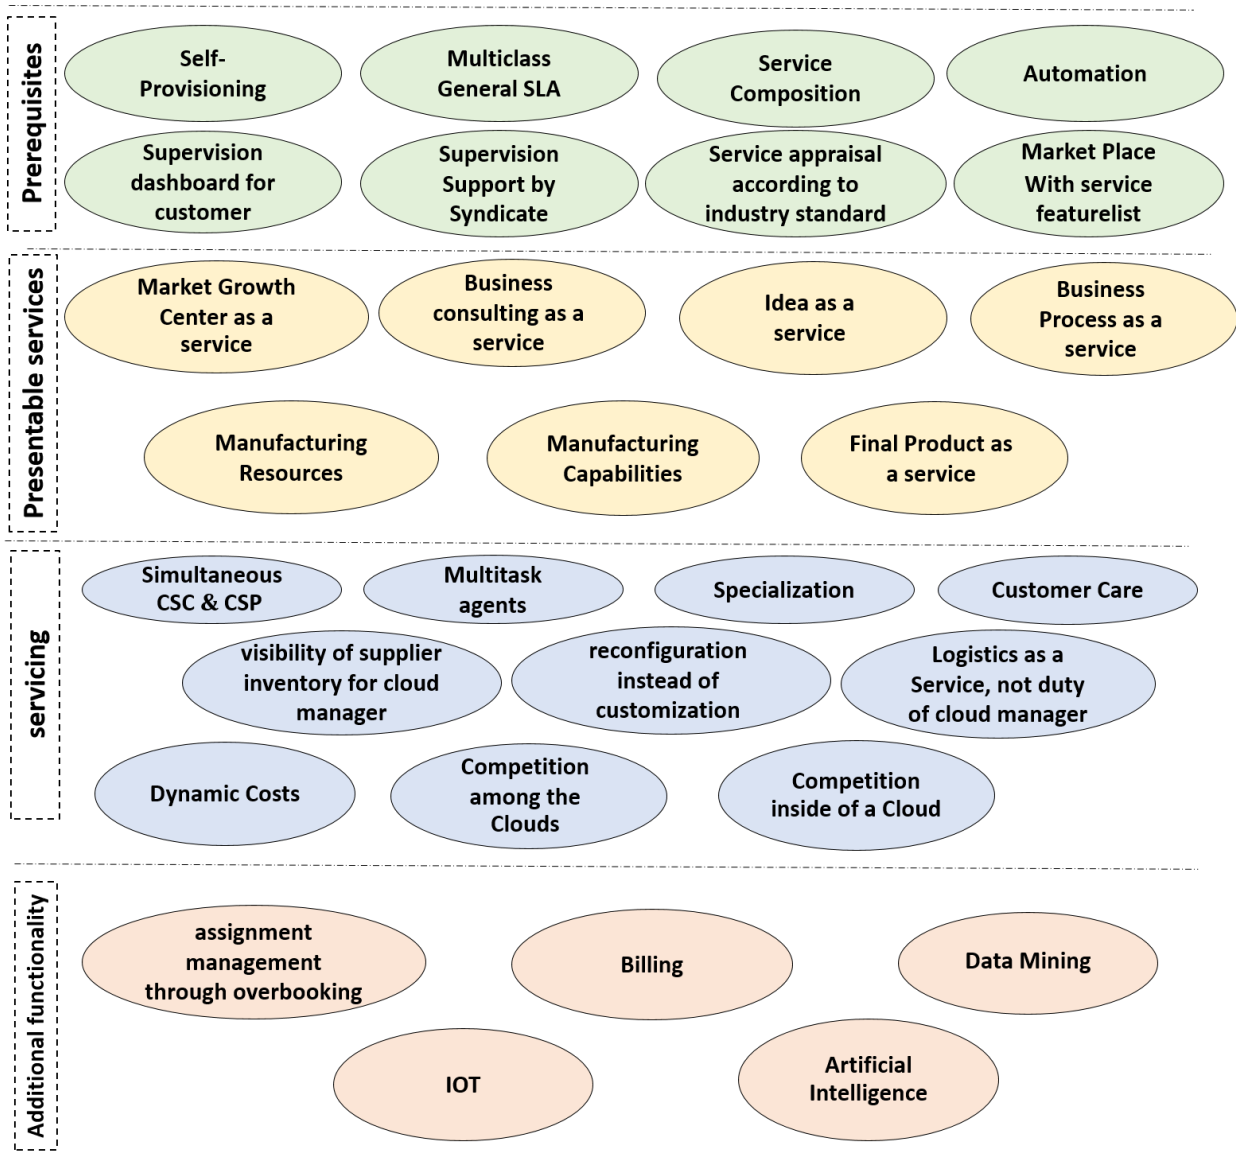 Prerequisites
Self-
Provisioning
Multiclass
General SLA
Service
Composition
Automation
Supervision
dashboard for
customer
Supervision
Support by
Syndicate
Service appraisal
according to
industry standard
Market Place
With service
featurelist
Presentable services
Market Growth
Center as a
service
Business
consulting as a
service
Idea as a
service
Business
Process as a
service
Manufacturing
Resources
Manufacturing
Capabilities
Final Product as
a service
servicing
Simultaneous
CSC & CSP
Multitask
agents
Specialization
Customer Care
visibility of supplier
inventory for cloud
manager
reconfiguration
instead of
customization
Logistics as a
Service, not duty
of cloud manager
Dynamic Costs
Competition
among the
Clouds
Competition
inside of a Cloud
Additional functionality
assignment
management
through overbooking
Billing
Data Mining
IOT
Artificial
Intelligence